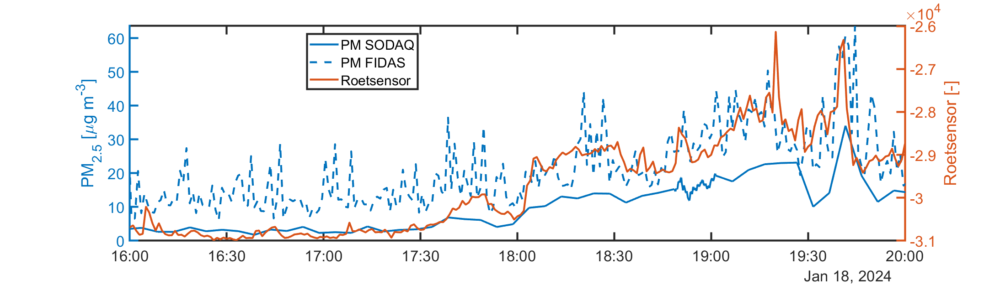 ×10⁴
PM SODAQ
PM FIDAS
Roetsensor
PM₂.₅ [μg m⁻³]
60
50
40
30
20
10
0
-2.6
-2.7
-2.8
-2.9
-3
-3.1
Roetsensor [-]
16:00 16:30 17:00 17:30 18:00 18:30 19:00 19:30 20:00
Jan 18, 2024